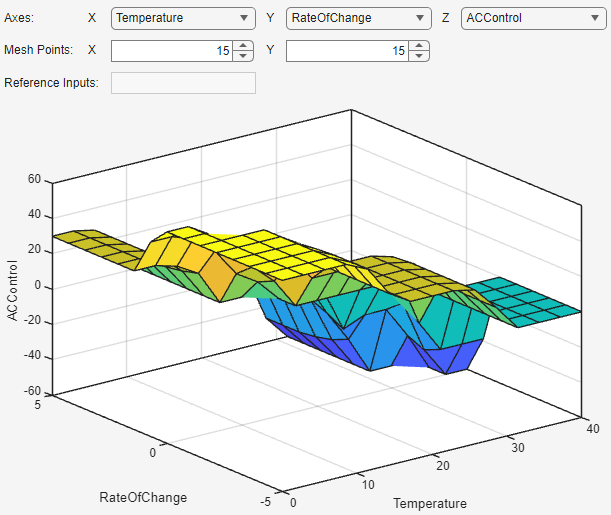 Axes: X Temperature Y RateOfChange Z ACControl
Mesh Points: X 15 Y 15
Reference Inputs:
60
40
20
0
-20
-40
-60
ACControl
5
0
-5
RateOfChange
0
10
20
30
40
Temperature